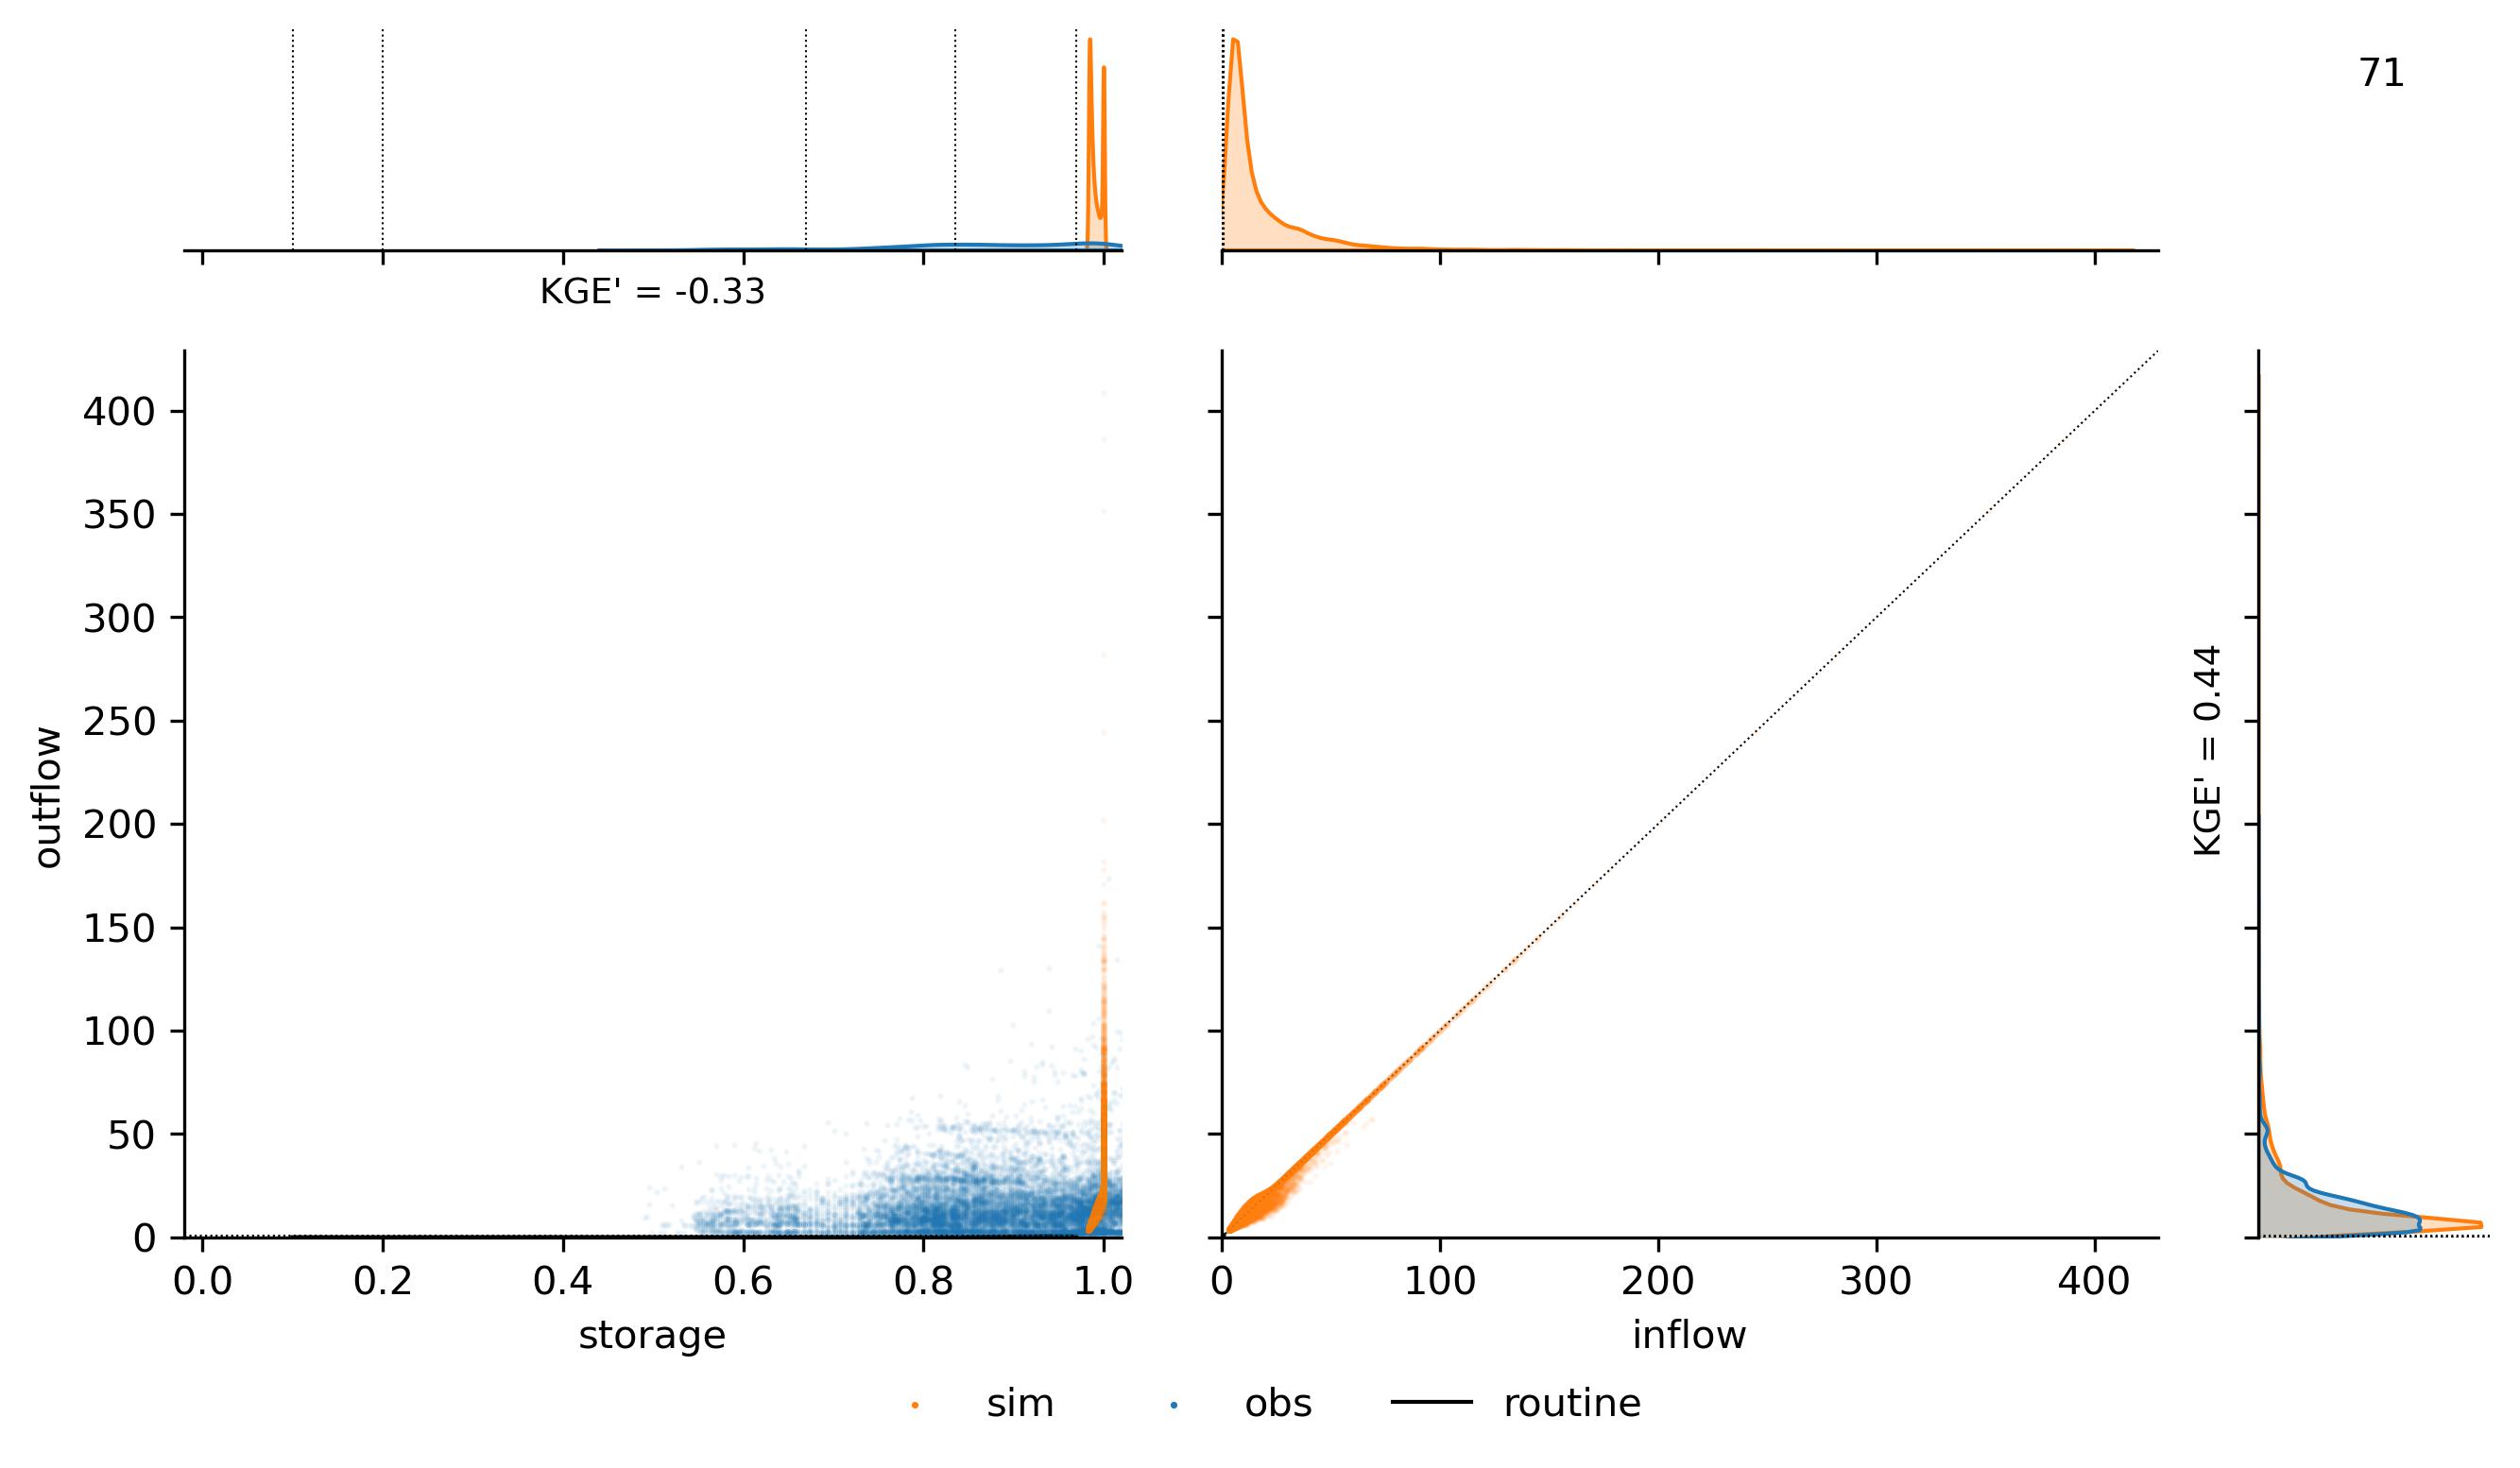 71
KGE' = -0.33
outflow
400
350
300
250
200
150
100
50
0
KGE' = 0.44
0.0 0.2 0.4 0.6 0.8 1.0
0 100 200 300 400
storage
inflow
sim obs routine